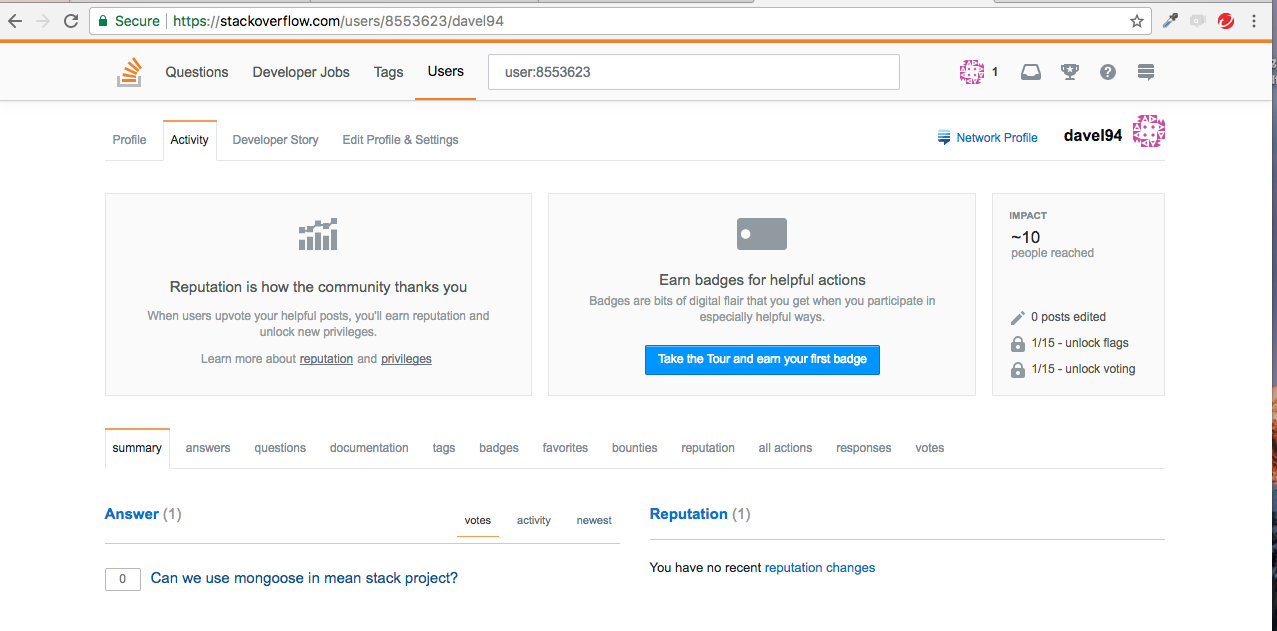 Secure https://stackoverflow.com/users/8553623/davel94
Questions Developer Jobs Tags Users user:8553623 1
Profile Activity Developer Story Edit Profile & Settings Network Profile davel94
Reputation is how the community thanks you
When users upvote your helpful posts, you'll earn reputation and
unlock new privileges.
Learn more about reputation and privileges
Earn badges for helpful actions
Badges are bits of digital flair that you get when you participate in
especially helpful ways.
Take the Tour and earn your first badge
IMPACT
~10
people reached
0 posts edited
1/15 - unlock flags
1/15 - unlock voting
summary answers questions documentation tags badges favorites bounties reputation all actions responses votes
Answer (1) votes activity newest
0 Can we use mongoose in mean stack project?
Reputation (1)
You have no recent reputation changes